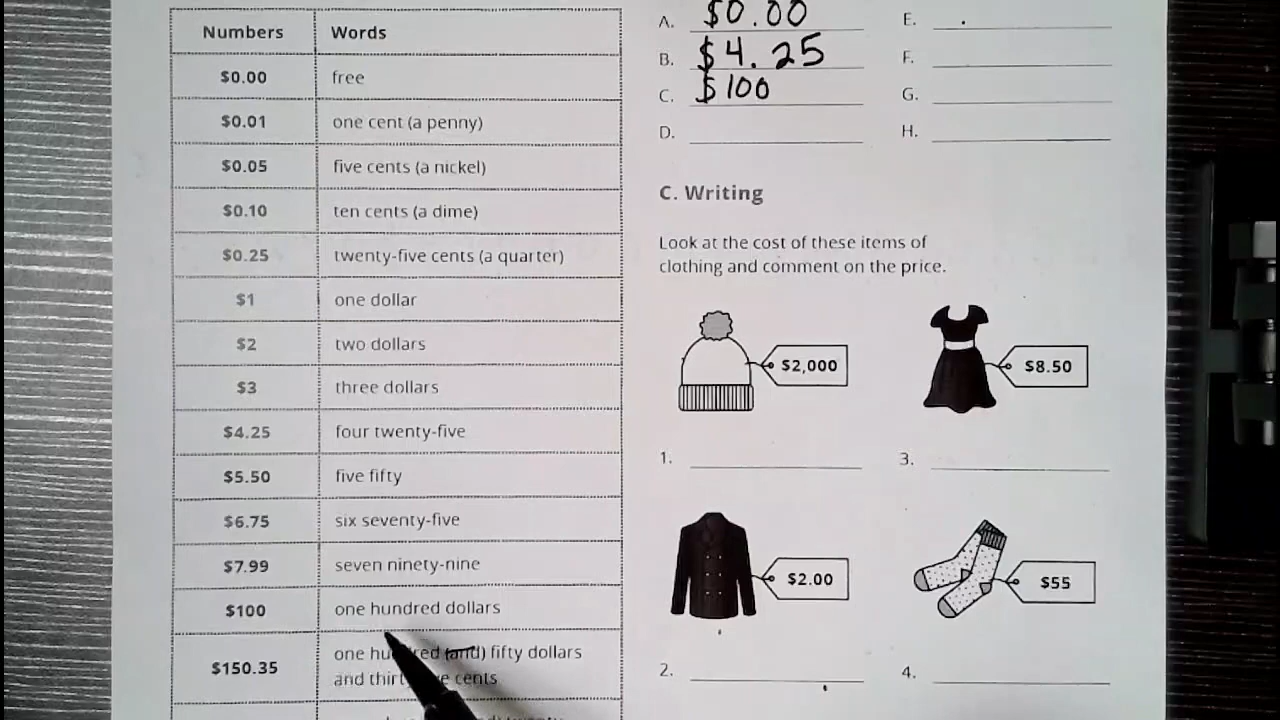 Numbers Words
$0.00 free
$0.01 one cent (a penny)
$0.05 five cents (a nickel)
$0.10 ten cents (a dime)
$0.25 twenty-five cents (a quarter)
$1 one dollar
$2 two dollars
$3 three dollars
$4.25 four twenty-five
$5.50 five fifty
$6.75 six seventy-five
$7.99 seven ninety-nine
$100 one hundred dollars
$150.35 one hundred (and) fifty dollars
and cents
A. $0.00 E.
B. $4.25 F.
C. $100 G.
D. H.
C. Writing
Look at the cost of these items of
clothing and comment on the price.
$2,000
$8.50
1. 3.
$2.00
$55
2. 4.